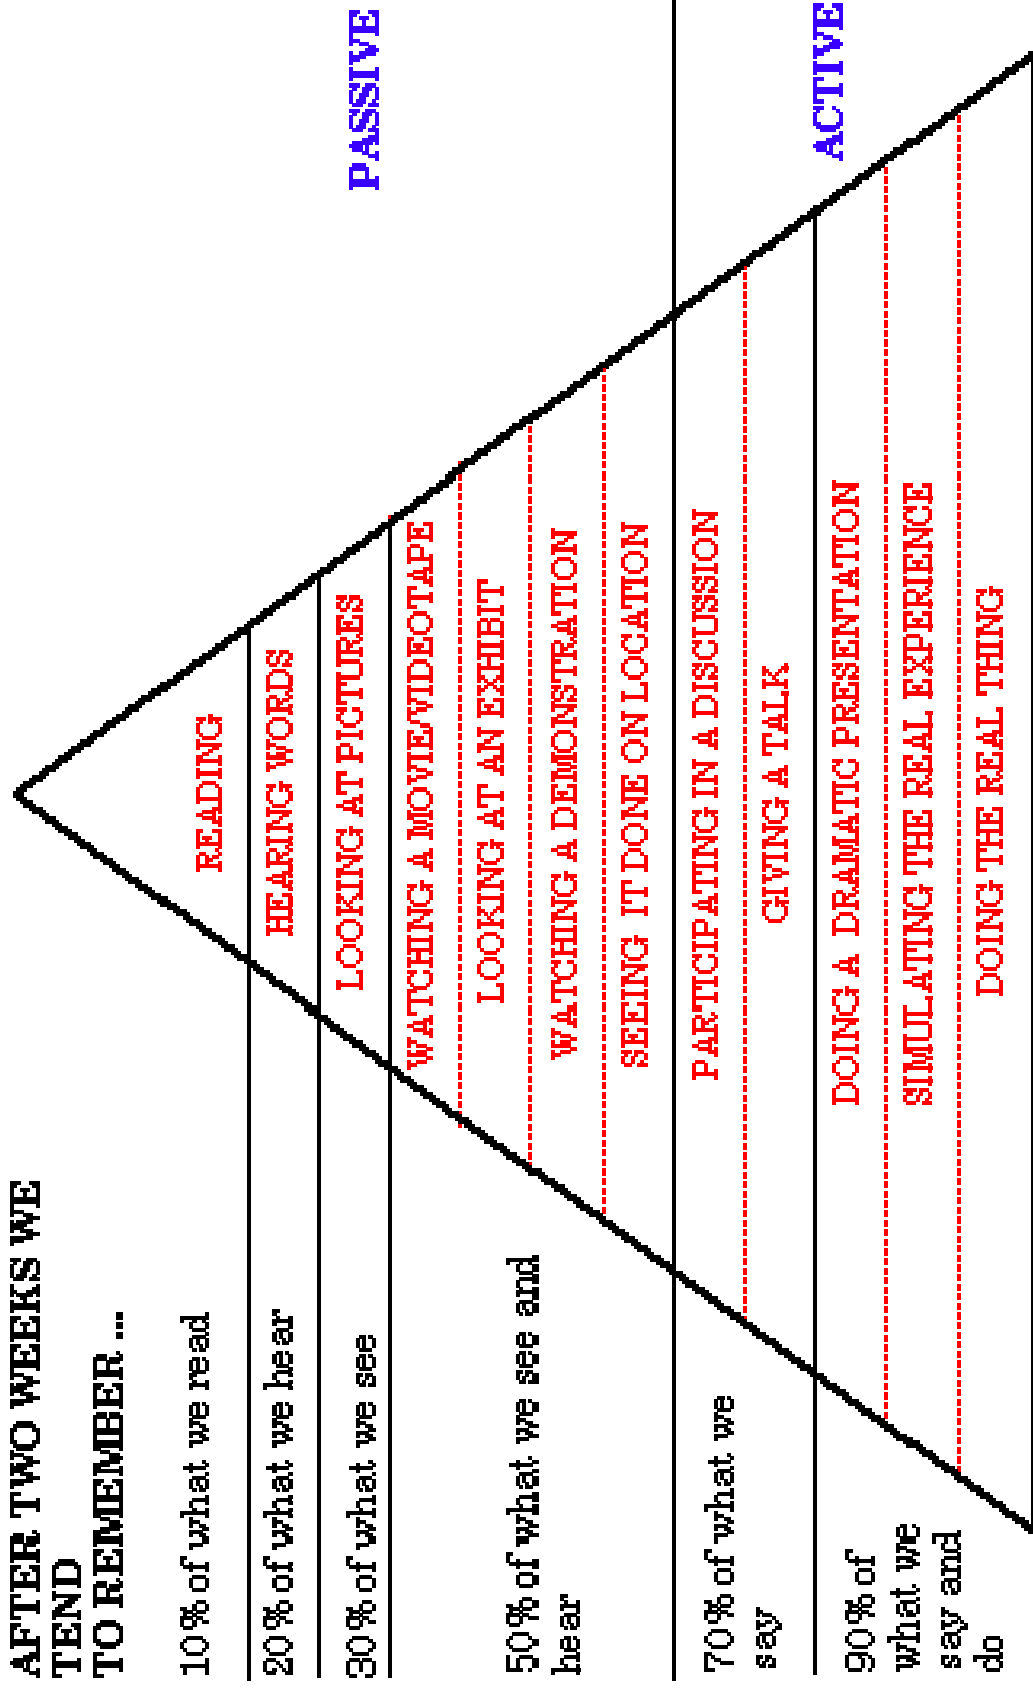 AFTER TWO WEEKS WE
TEND
TO REMEMBER ...
10% of what we read
READING
20% of what we hear
HEARING WORDS
30% of what we see
LOOKING AT PICTURES
PASSIVE
50% of what we see and
hear
WATCHING A MOVIE/VIDEOTAPE
LOOKING AT AN EXHIBIT
WATCHING A DEMONSTRATION
SEEING IT DONE ON LOCATION
70% of what we
say
PARTICIPATING IN A DISCUSSION
GIVING A TALK
ACTIVE
90% of
what we
say and
do
DOING A DRAMATIC PRESENTATION
SIMULATING THE REAL EXPERIENCE
DOING THE REAL THING